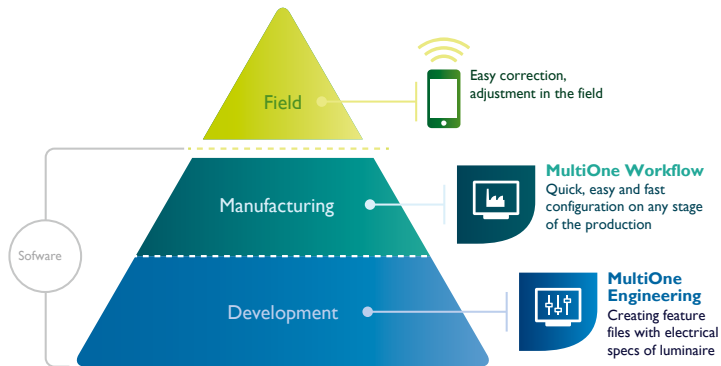 Field
Easy correction,
adjustment in the field
MultiOne Workflow
Quick, easy and fast
configuration on any stage
of the production
Manufacturing
Sofware
MultiOne
Engineering
Creating feature
files with electrical
specs of luminaire
Development